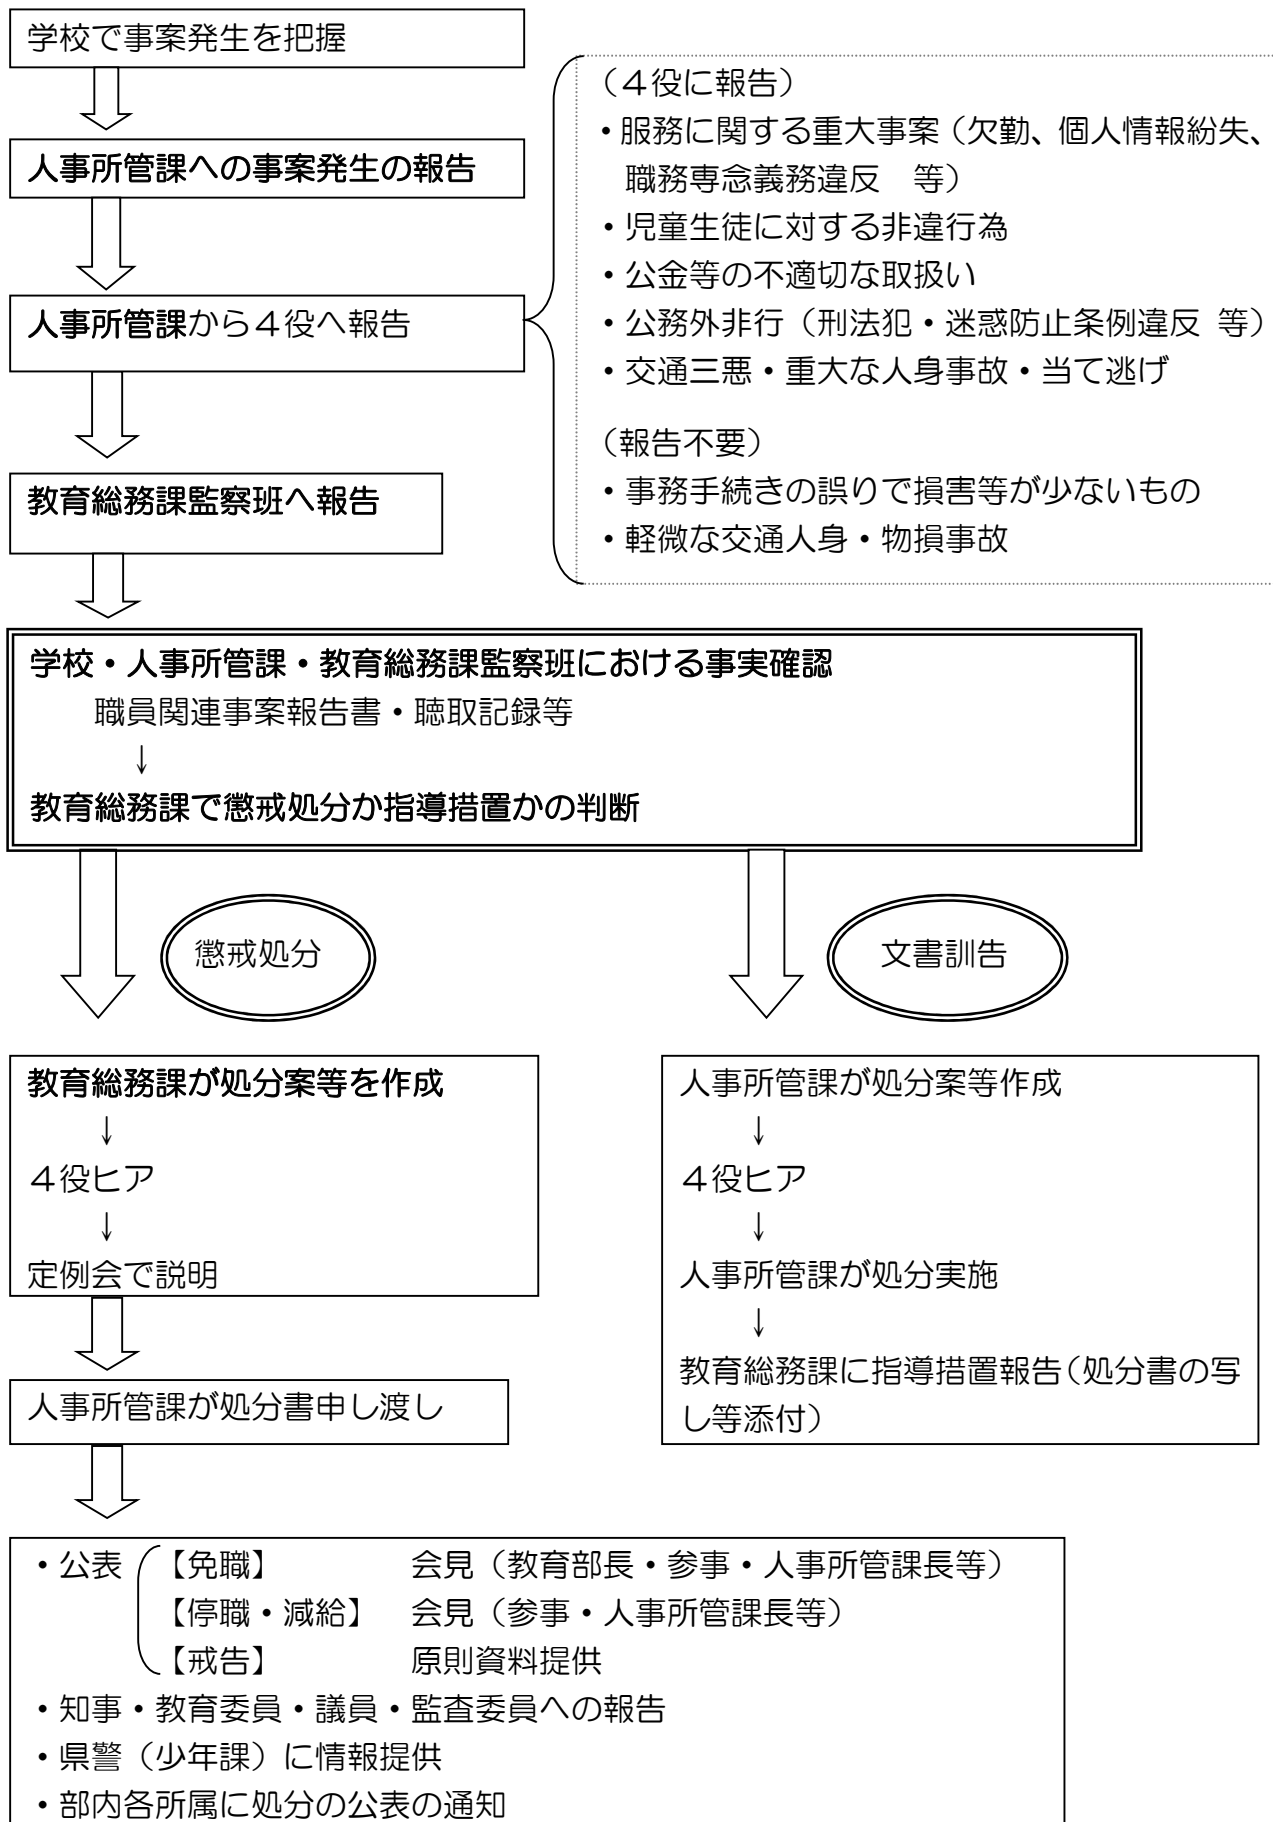 学校で事案発生を把握
人事所管課への事案発生の報告
人事所管課から４役へ報告
（４役に報告）
・服務に関する重大事案（欠勤、個人情報紛失、
職務専念義務違反　等）
・児童生徒に対する非違行為
・公金等の不適切な取扱い
・公務外非行（刑法犯・迷惑防止条例違反 等）
・交通三悪・重大な人身事故・当て逃げ
（報告不要）
・事務手続きの誤りで損害等が少ないもの
・軽微な交通人身・物損事故
教育総務課監察班へ報告
学校・人事所管課・教育総務課監察班における事実確認
職員関連事案報告書・聴取記録等
↓
教育総務課で懲戒処分か指導措置かの判断
懲戒処分
文書訓告
教育総務課が処分案等を作成
↓
４役ヒア
↓
定例会で説明
人事所管課が処分書申し渡し
人事所管課が処分案等作成
↓
４役ヒア
↓
人事所管課が処分実施
↓
教育総務課に指導措置報告（処分書の写
し等添付）
・公表 【免職】 会見（教育部長・参事・人事所管課長等）
【停職・減給】 会見（参事・人事所管課長等）
【戒告】 原則資料提供
・知事・教育委員・議員・監査委員への報告
・県警（少年課）に情報提供
・部内各所属に処分の公表の通知